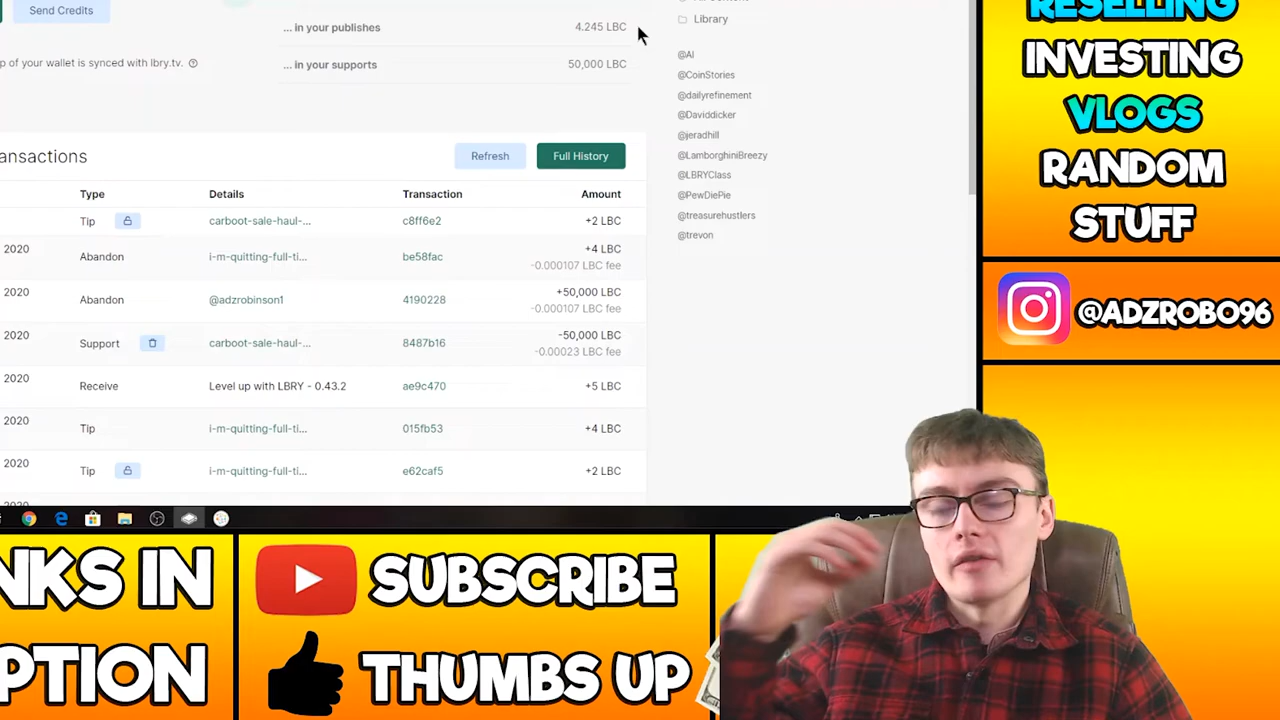 Send Credits
... in your publishes 4.245 LBC
p of your wallet is synced with lbry.tv.
... in your supports 50,000 LBC
ansactions
Refresh
Full History
Type Details Transaction Amount
Tip carboot-sale-haul-... c8ff6e2 +2 LBC
2020 Abandon i-m-quitting-full-ti... be58fac +4 LBC
-0.000107 LBC fee
2020 Abandon @adzrobinson1 4190228 +50,000 LBC
-0.000107 LBC fee
2020 Support carboot-sale-haul-... 8487b16 -50,000 LBC
-0.00023 LBC fee
2020 Receive Level up with LBRY - 0.43.2 ae9c470 +5 LBC
2020 Tip i-m-quitting-full-ti... 015fb53 +4 LBC
2020 Tip i-m-quitting-full-ti... e62caf5 +2 LBC
2020
Library
@AI
@CoinStories
@dailyrefinement
@Daviddicker
@jeradhill
@LamborghiniBreezy
@LBRYClass
@PewDiePie
@treasurehustlers
@trevon
RESELLING
INVESTING
VLOGS
RANDOM
STUFF
@ADZROBO96
NKS IN
PTION
SUBSCRIBE
THUMBS UP